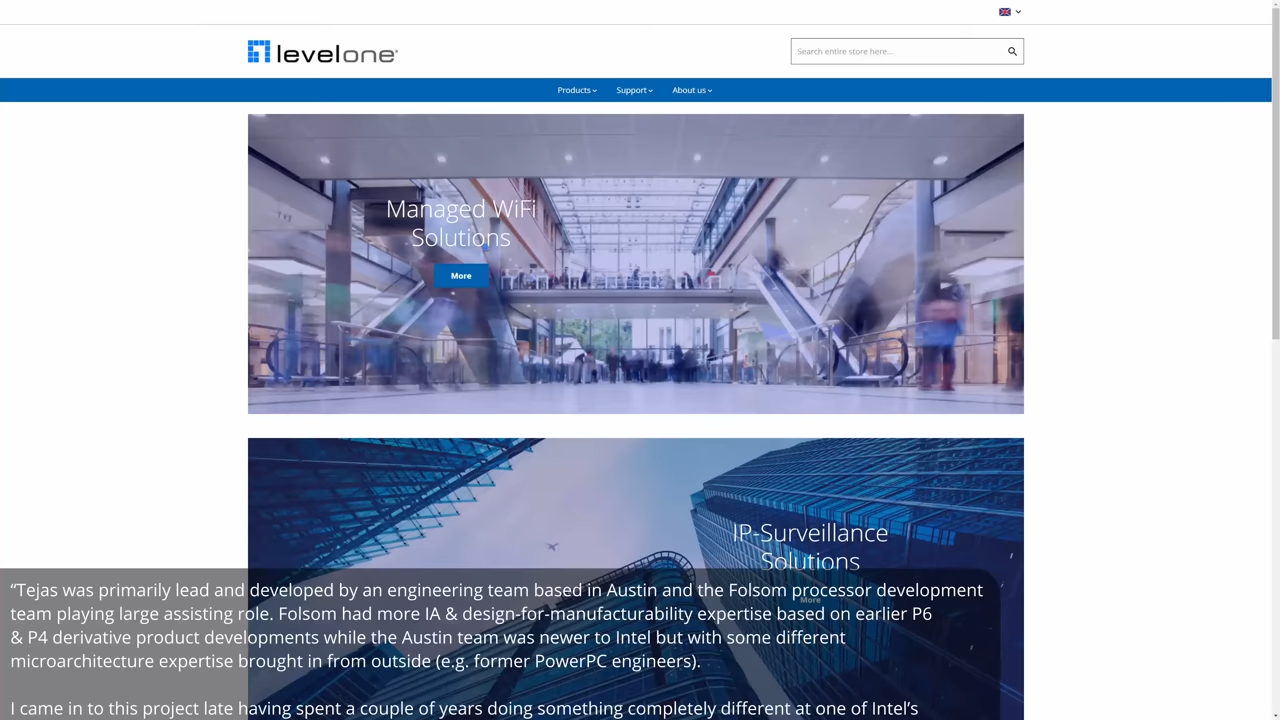 levelone
Search entire store here...
Products
Support
About us
Managed WiFi
Solutions
More
IP-Surveillance
Solutions
More
“Tejas was primarily lead and developed by an engineering team based in Austin and the Folsom processor development
team playing large assisting role. Folsom had more IA & design-for-manufacturability expertise based on earlier P6
& P4 derivative product developments while the Austin team was newer to Intel but with some different
microarchitecture expertise brought in from outside (e.g. former PowerPC engineers).
I came in to this project late having spent a couple of years doing something completely different at one of Intel’s